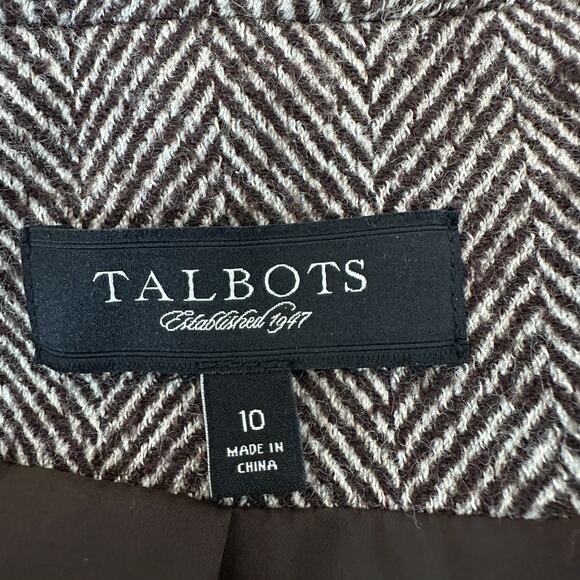 TALBOTS
Established 1947
10
MADE IN
CHINA